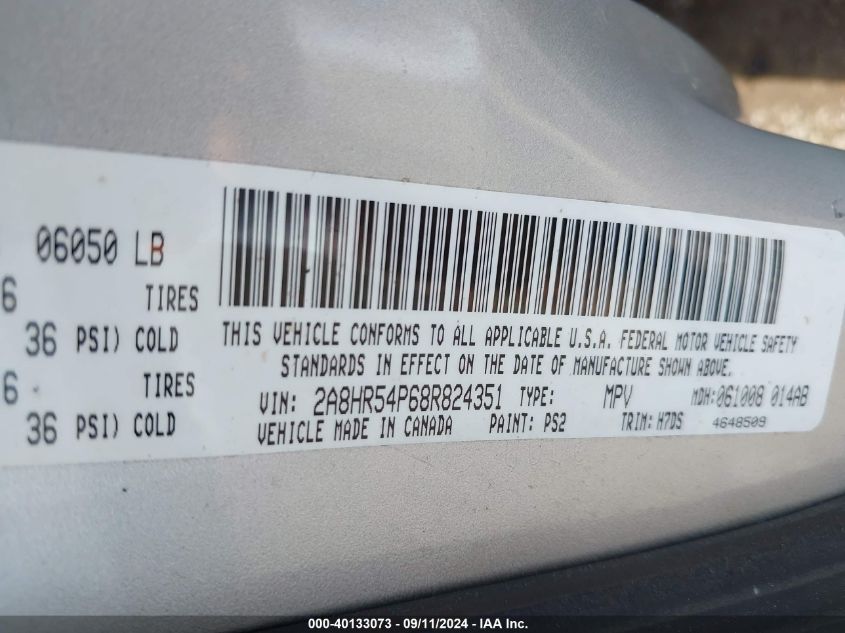 06050 LB
6 TIRES
36 PSI) COLD
6 TIRES
36 PSI) COLD
THIS VEHICLE CONFORMS TO ALL APPLICABLE U.S.A. FEDERAL MOTOR VEHICLE SAFETY
STANDARDS IN EFFECT ON THE DATE OF MANUFACTURE SHOWN ABOVE.
VIN: 2A8HR54P68R824351 TYPE: MPV MDH:061008 014AB
VEHICLE MADE IN CANADA PAINT: PS2 TRIM: H7DS 4648509
000-40133073 - 09/11/2024 - IAA Inc.